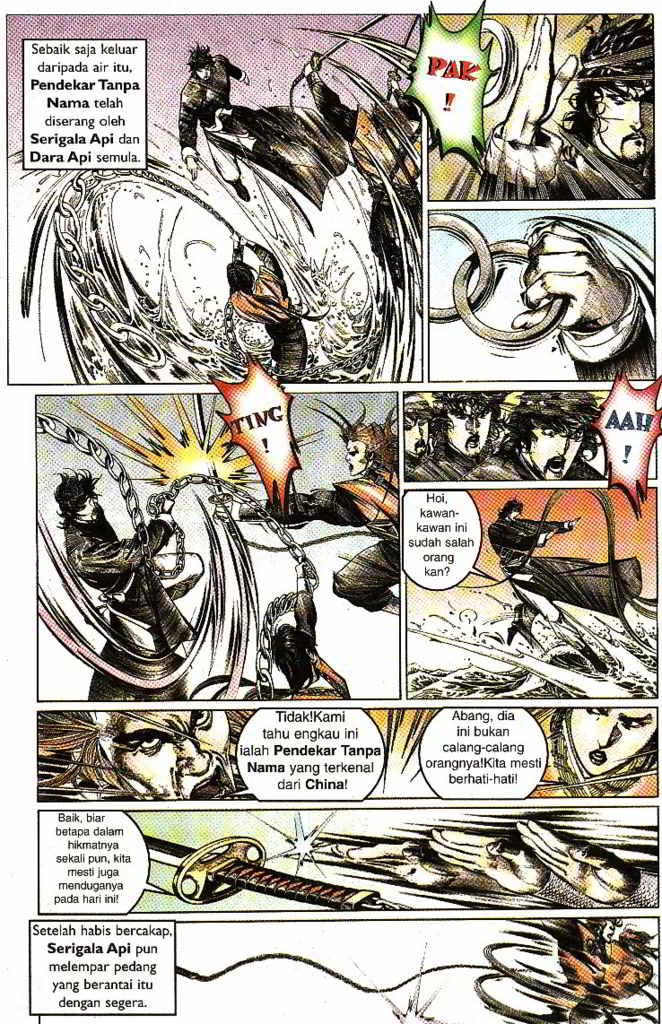 Sebaik saja keluar
daripada air itu,
Pendekar Tanpa
Nama telah
diserang oleh
Serigala Api dan
Dara Api semula.
PAK
!
TING
!
AAH
!
Hoi,
kawan-
kawan ini
sudah salah
orang
kan?
Tidak!Kami
tahu engkau ini
ialah Pendekar Tanpa
Nama yang terkenal
dari China!
Abang, dia
ini bukan
calang-calang
orangnya!Kita mesti
berhati-hati!
Baik, biar
betapa dalam
hikmatnya
sekali pun, kita
mesti juga
menduganya
pada hari ini!
Setelah habis bercakap,
Serigala Api pun
melempar pedang
yang berantai itu
dengan segera.